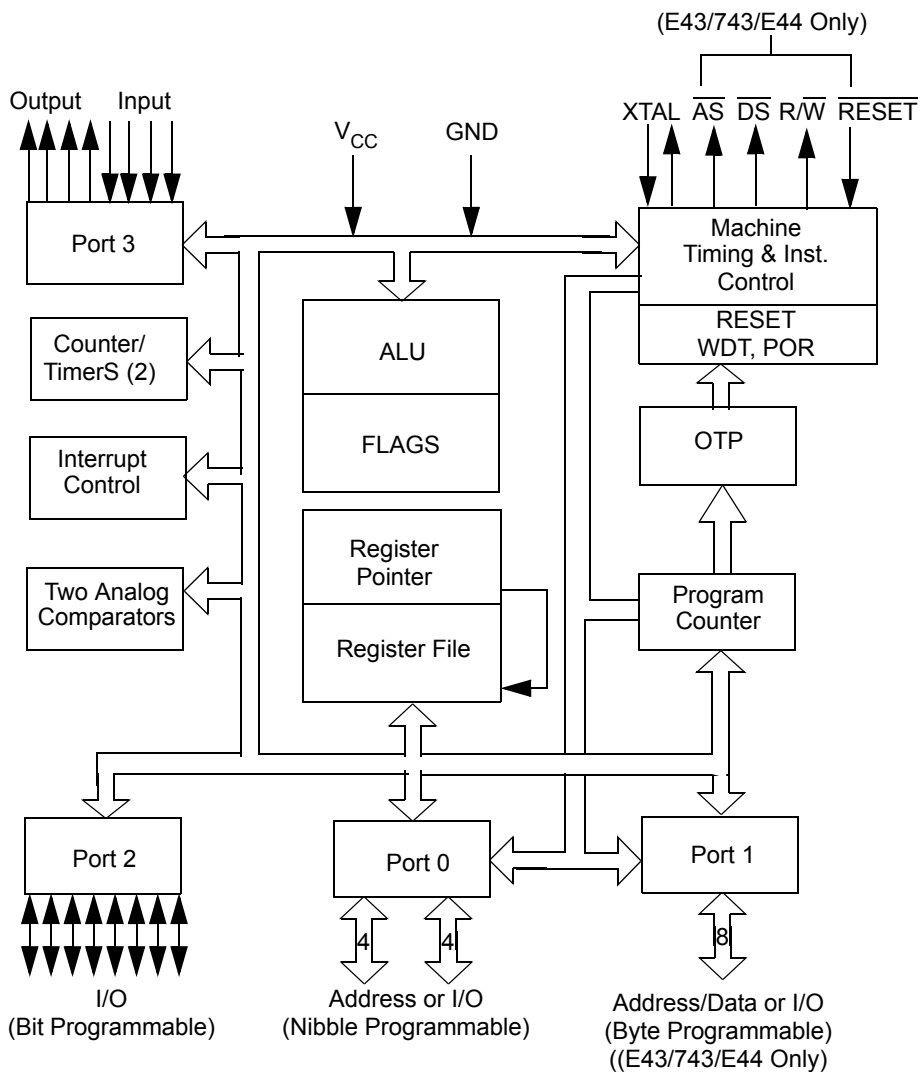 (E43/743/E44 Only)
Output Input
XTAL A̅S̅ D̅S̅ R/W̅ R̅E̅S̅E̅T̅
VCC GND
Port 3
Machine
Timing & Inst.
Control
RESET
WDT, POR
Counter/
TimerS (2)
ALU
FLAGS
OTP
Interrupt
Control
Register
Pointer
Register File
Two Analog
Comparators
Program
Counter
Port 2
Port 0
Port 1
4 4 8
I/O
(Bit Programmable)
Address or I/O
(Nibble Programmable)
Address/Data or I/O
(Byte Programmable)
((E43/743/E44 Only)